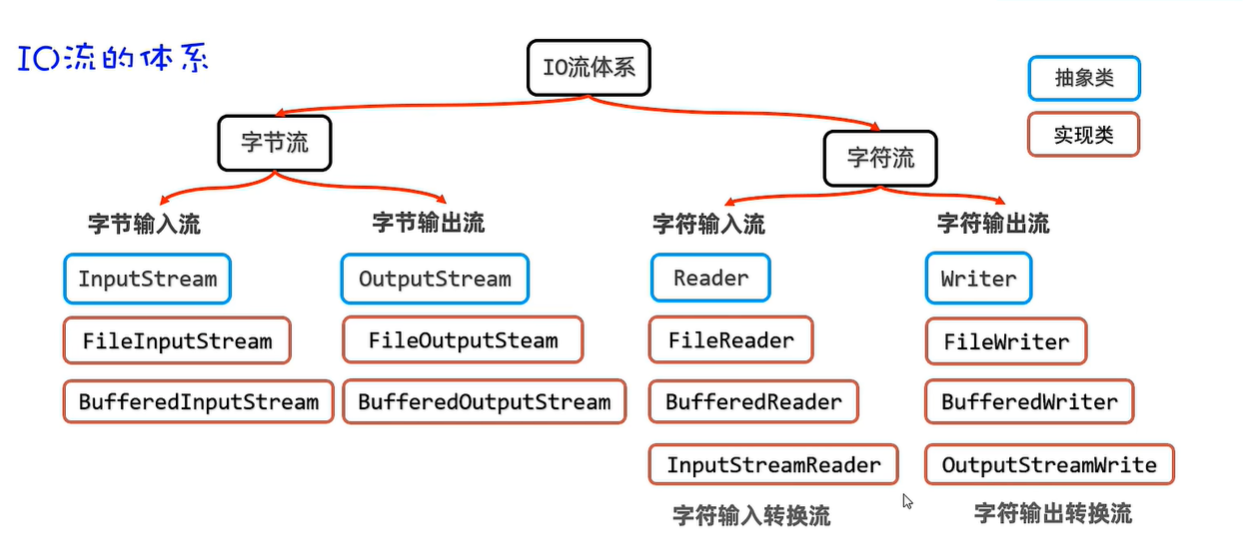 IO流的体系
IO流体系
抽象类
实现类
字节流
字符流
字节输入流
字节输出流
字符输入流
字符输出流
InputStream
OutputStream
Reader
Writer
FileInputStream
FileOutputSteam
FileReader
FileWriter
BufferedInputStream
BufferedOutputStream
BufferedReader
BufferedWriter
InputStreamReader
OutputStreamWrite
字符输入转换流
字符输出转换流